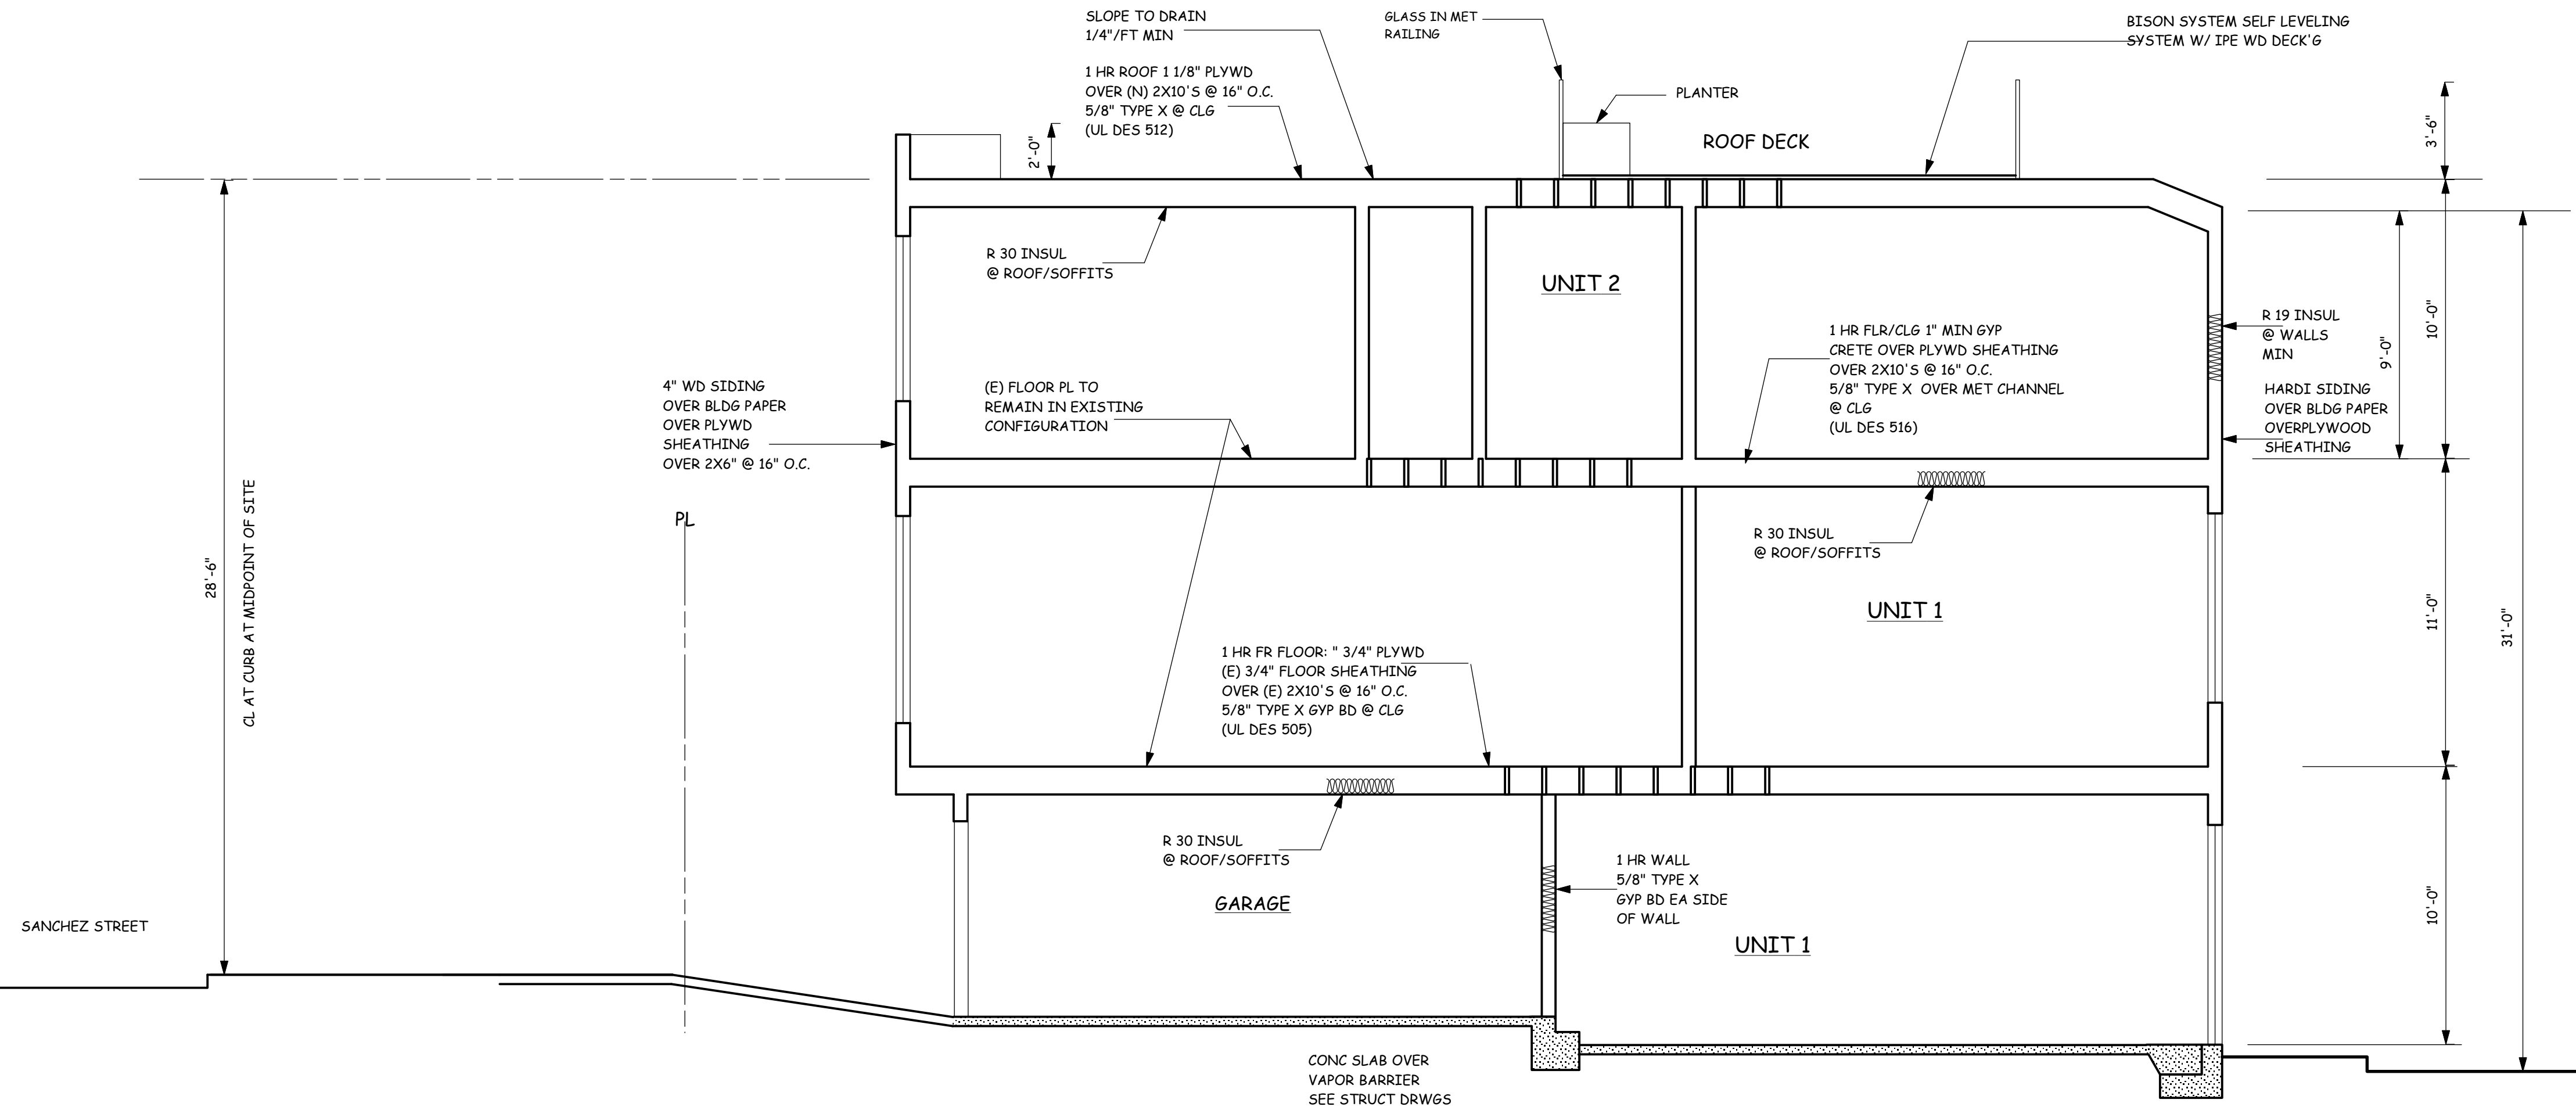 SLOPE TO DRAIN
1/4"/FT MIN
1 HR ROOF 1 1/8" PLYWD
OVER (N) 2X10'S @ 16" O.C.
5/8" TYPE X @ CLG
(UL DES 512)
GLASS IN MET
RAILING
BISON SYSTEM SELF LEVELING
SYSTEM W/ IPE WD DECK'G
PLANTER
ROOF DECK
2'-0"
3'-6"
R 30 INSUL
@ ROOF/SOFFITS
UNIT 2
1 HR FLR/CLG 1" MIN GYP
CRETE OVER PLYWD SHEATHING
OVER 2X10'S @ 16" O.C.
5/8" TYPE X OVER MET CHANNEL
@ CLG
(UL DES 516)
R 19 INSUL
@ WALLS
MIN
9'-0"
10'-0"
HARDI SIDING
OVER BLDG PAPER
OVERPLYWOOD
SHEATHING
4" WD SIDING
OVER BLDG PAPER
OVER PLYWD
SHEATHING
OVER 2X6" @ 16" O.C.
(E) FLOOR PL TO
REMAIN IN EXISTING
CONFIGURATION
PL
28'-6"
CL AT CURB AT MIDPOINT OF SITE
R 30 INSUL
@ ROOF/SOFFITS
UNIT 1
11'-0"
31'-0"
1 HR FR FLOOR: " 3/4" PLYWD
(E) 3/4" FLOOR SHEATHING
OVER (E) 2X10'S @ 16" O.C.
5/8" TYPE X GYP BD @ CLG
(UL DES 505)
R 30 INSUL
@ ROOF/SOFFITS
1 HR WALL
5/8" TYPE X
GYP BD EA SIDE
OF WALL
GARAGE
10'-0"
SANCHEZ STREET
UNIT 1
CONC SLAB OVER
VAPOR BARRIER
SEE STRUCT DRWGS